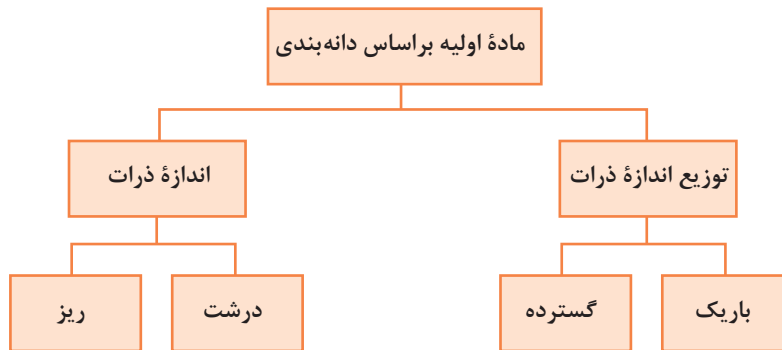 مادهٔ اولیه براساس دانه‌بندی
توزیع اندازهٔ ذرات
اندازهٔ ذرات
باریک
گسترده
درشت
ریز